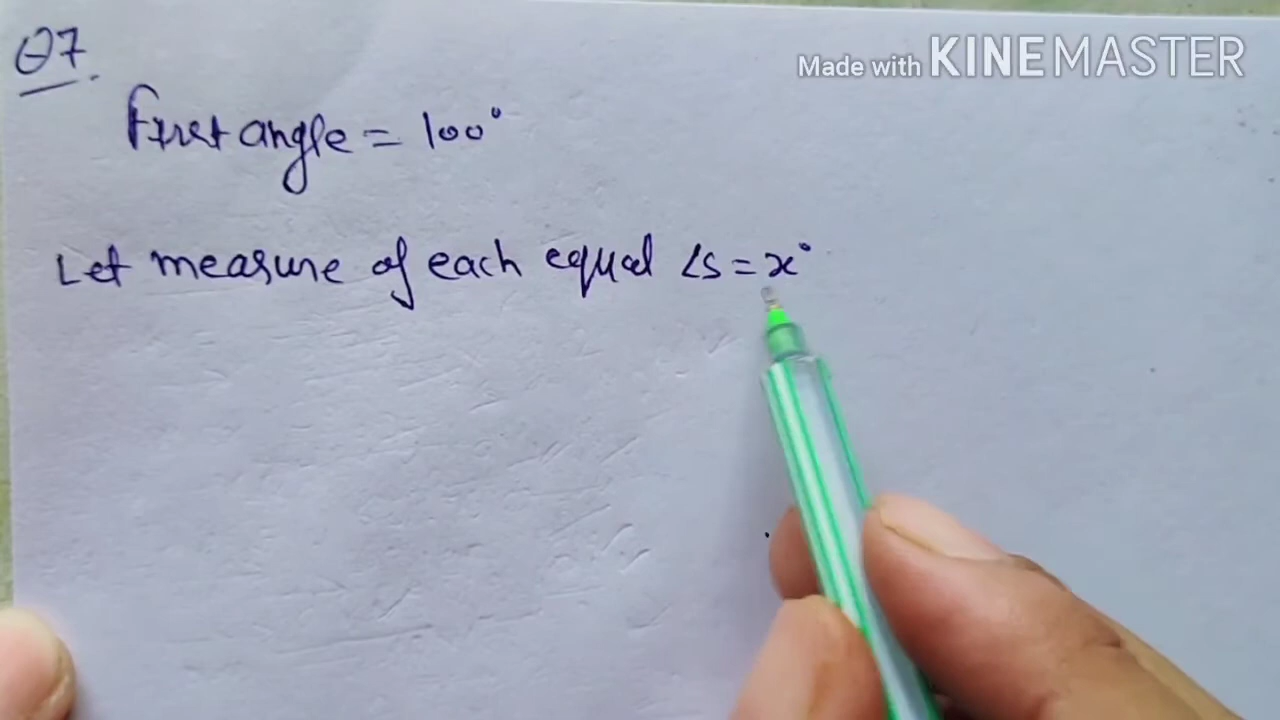 Q7.
Made with KINEMASTER
First angle = 100°
Let measure of each equal ∠s = x°